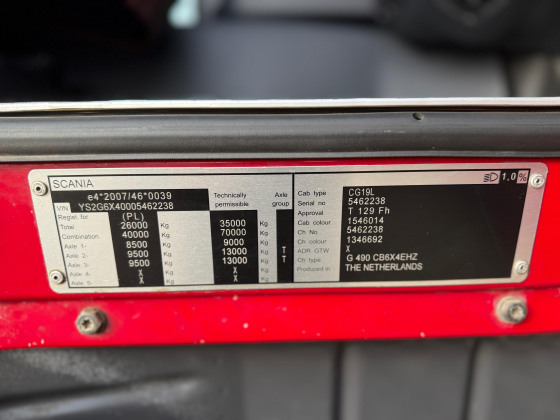 SCANIA
e4*2007/46*0039
VIN YS2G6X40005462238
Technically permissible
Axle group
Registr. for (PL)
Total 26000 Kg 35000 Kg
Combination 40000 Kg 70000 Kg
Axle 1- 8500 Kg 9000 Kg
Axle 2- 9500 Kg 13000 Kg T
Axle 3- 9500 Kg 13000 Kg T
Axle 4- X Kg X Kg
Axle 5- X Kg X Kg
1,0 %
Cab type CG19L
Serial no 5462238
Approval T 129 Fh
Cab colour 1546014
Ch No 5462238
Ch colour 1346692
ADR GTW X
Ch type G 490 CB6X4EHZ
Produced in THE NETHERLANDS